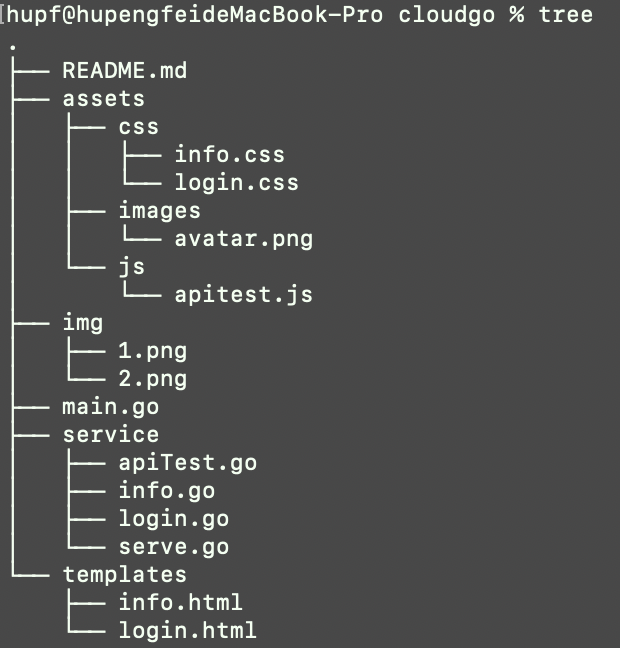 [hupf@hupengfeideMacBook-Pro cloudgo % tree
.
├── README.md
├── assets
│   ├── css
│   │   ├── info.css
│   │   └── login.css
│   ├── images
│   │   └── avatar.png
│   └── js
│       └── apitest.js
├── img
│   ├── 1.png
│   └── 2.png
├── main.go
├── service
│   ├── apiTest.go
│   ├── info.go
│   ├── login.go
│   └── serve.go
└── templates
    ├── info.html
    └── login.html